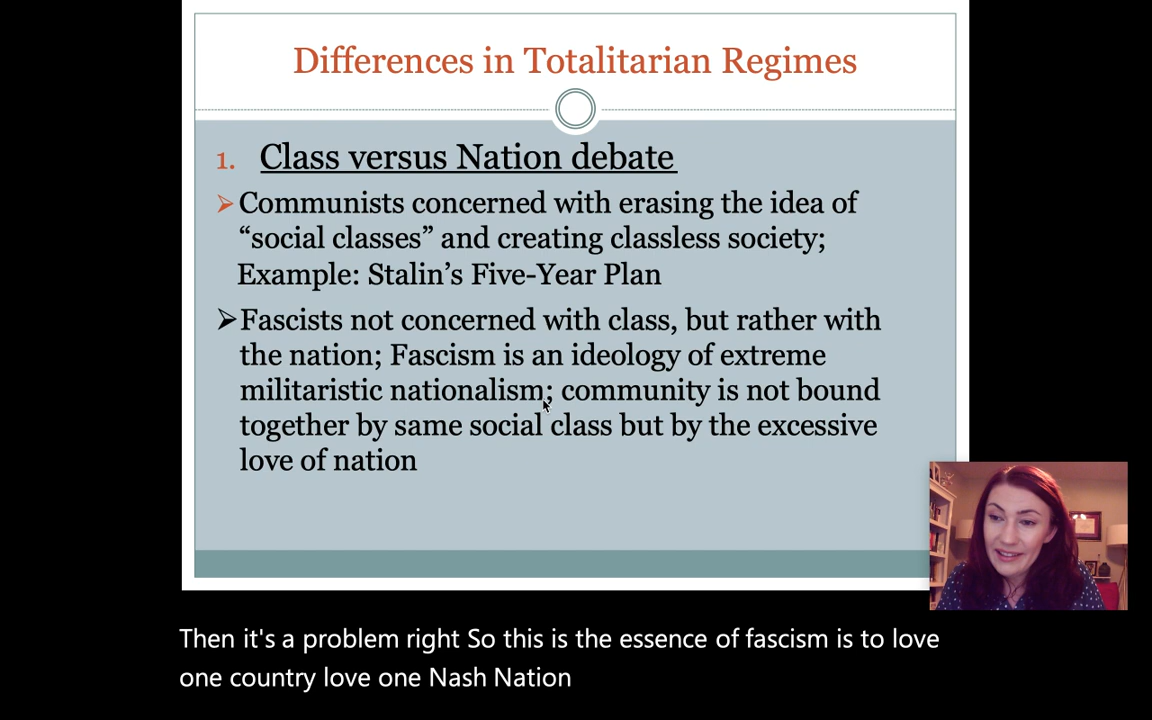 Differences in Totalitarian Regimes
1. Class versus Nation debate
Communists concerned with erasing the idea of
“social classes” and creating classless society;
Example: Stalin’s Five-Year Plan
Fascists not concerned with class, but rather with
the nation; Fascism is an ideology of extreme
militaristic nationalism; community is not bound
together by same social class but by the excessive
love of nation
Then it's a problem right So this is the essence of fascism is to love
one country love one Nash Nation